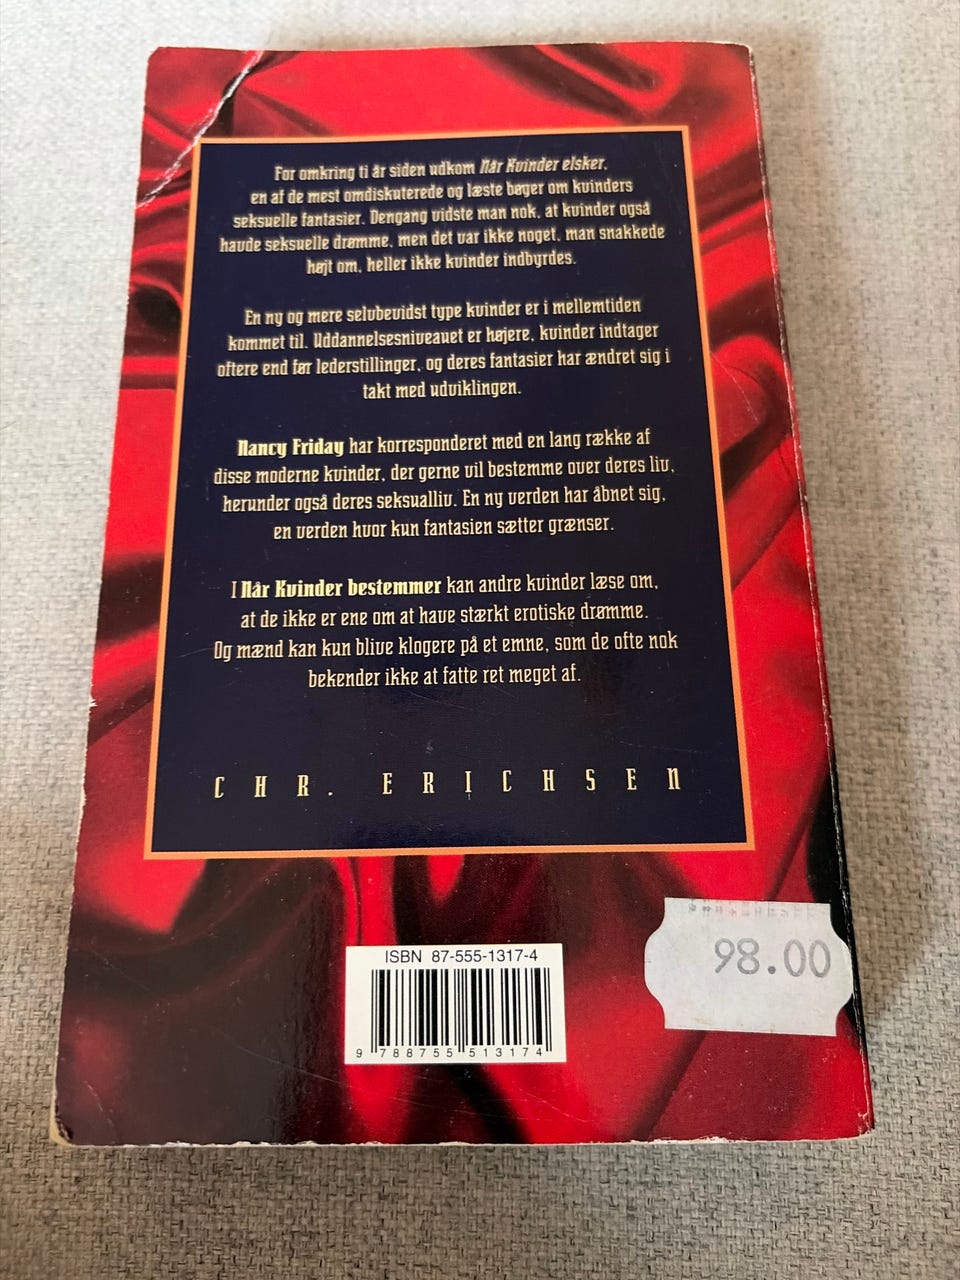 For omkring ti år siden udkom Når Kvinder elsker,
en af de mest omdiskuterede og læste bøger om kvinders
seksuelle fantasier. Dengang vidste man nok, at kvinder også
havde seksuelle drømme, men det var ikke noget, man snakkede
højt om, heller ikke kvinder indbyrdes.
En ny og mere selvbevidst type kvinder er i mellemtiden
kommet til. Uddannelsesniveauet er højere, kvinder indtager
oftere end før lederstillinger, og deres fantasier har ændret sig i
takt med udviklingen.
Nancy Friday har korresponderet med en lang række af
disse moderne kvinder, der gerne vil bestemme over deres liv,
herunder også deres seksualliv. En ny verden har åbnet sig,
en verden hvor kun fantasien sætter grænser.
I Når Kvinder bestemmer kan andre kvinder læse om,
at de ikke er ene om at have stærkt erotiske drømme.
Og mænd kan kun blive klogere på et emne, som de ofte nok
bekender ikke at fatte ret meget af.
CHR. ERICHSEN
98.00
ISBN 87-555-1317-4
9 788755 513174